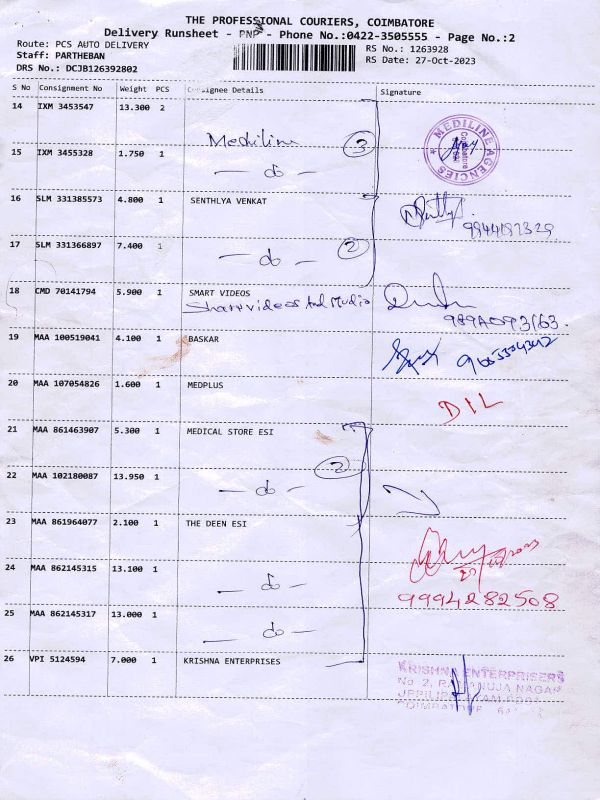 THE PROFESSIONAL COURIERS, COIMBATORE
Delivery Runsheet - PNP - Phone No.:0422-3505555 - Page No.:2
Route: PCS AUTO DELIVERY
Staff: PARTHEBAN
DRS No.: DCJB126392802
RS No.: 1263928
RS Date: 27-Oct-2023
S No Consignment No Weight PCS Consignee Details Signature
14 IXM 3453547 13.300 2
Mediline
3
MEDILINE AGENCIES
Coimbatore
15 IXM 3455328 1.750 1
— do —
16 SLM 331385573 4.800 1 SENTHLYA VENKAT
17 SLM 331366897 7.400 1
— do — 2
18 CMD 70141794 5.900 1 SMART VIDEOS
19 MAA 100519041 4.100 1 BASKAR
20 MAA 107054826 1.600 1 MEDPLUS
DIL
21 MAA 861463907 5.300 1 MEDICAL STORE ESI
2
22 MAA 102180087 13.950 1
— do —
23 MAA 861964077 2.100 1 THE DEEN ESI
24 MAA 862145315 13.100 1
— do —
9994282508
25 MAA 862145317 13.000 1
— do —
26 VPI 5124594 7.000 1 KRISHNA ENTERPRISES
KRISHNA ENTERPRISERS